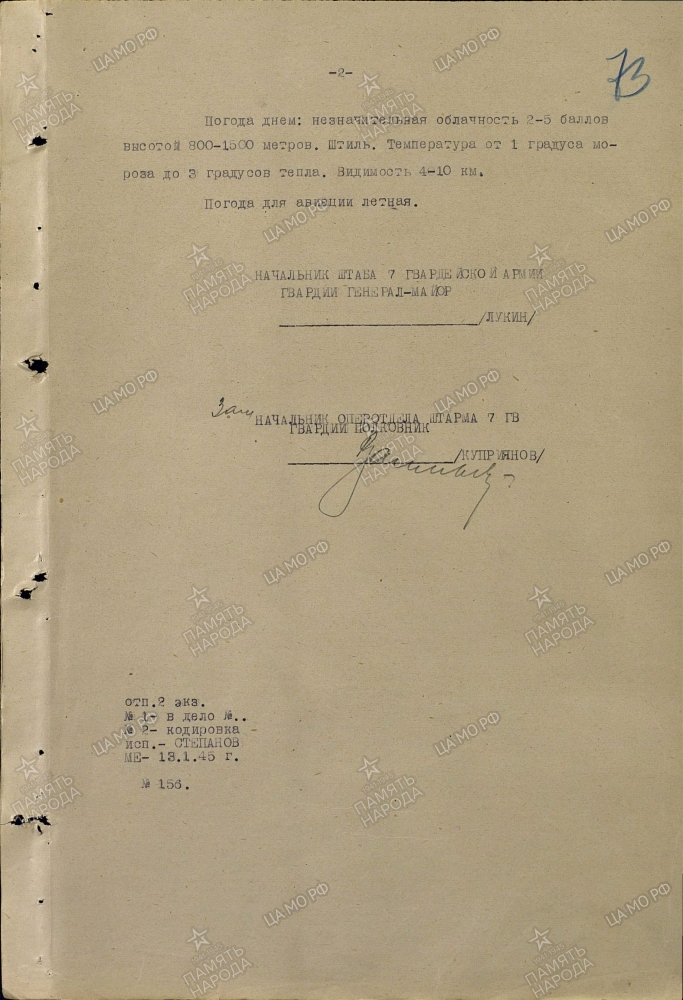 -2-
73
Погода днем: незначительная облачность 2-5 баллов
высотой 800-1500 метров. Штиль. Температура от 1 градуса мо-
роза до 3 градусов тепла. Видимость 4-10 км.
Погода для авиации летная.
НАЧАЛЬНИК ШТАБА 7 ГВАРДЕЙСКОЙ АРМИИ
ГВАРДИИ ГЕНЕРАЛ-МАЙОР
/ЛУКИН/
Зам НАЧАЛЬНИК ОПЕРОТДЕЛА ШТАРМА 7 ГВ
ГВАРДИИ ПОЛКОВНИК
/КУПРИЯНОВ/
отп.2 экз.
№ 1- в дело №..
№ 2- кодировка
исп.- СТЕПАНОВ
МЕ- 13.1.45 г.
№ 156.